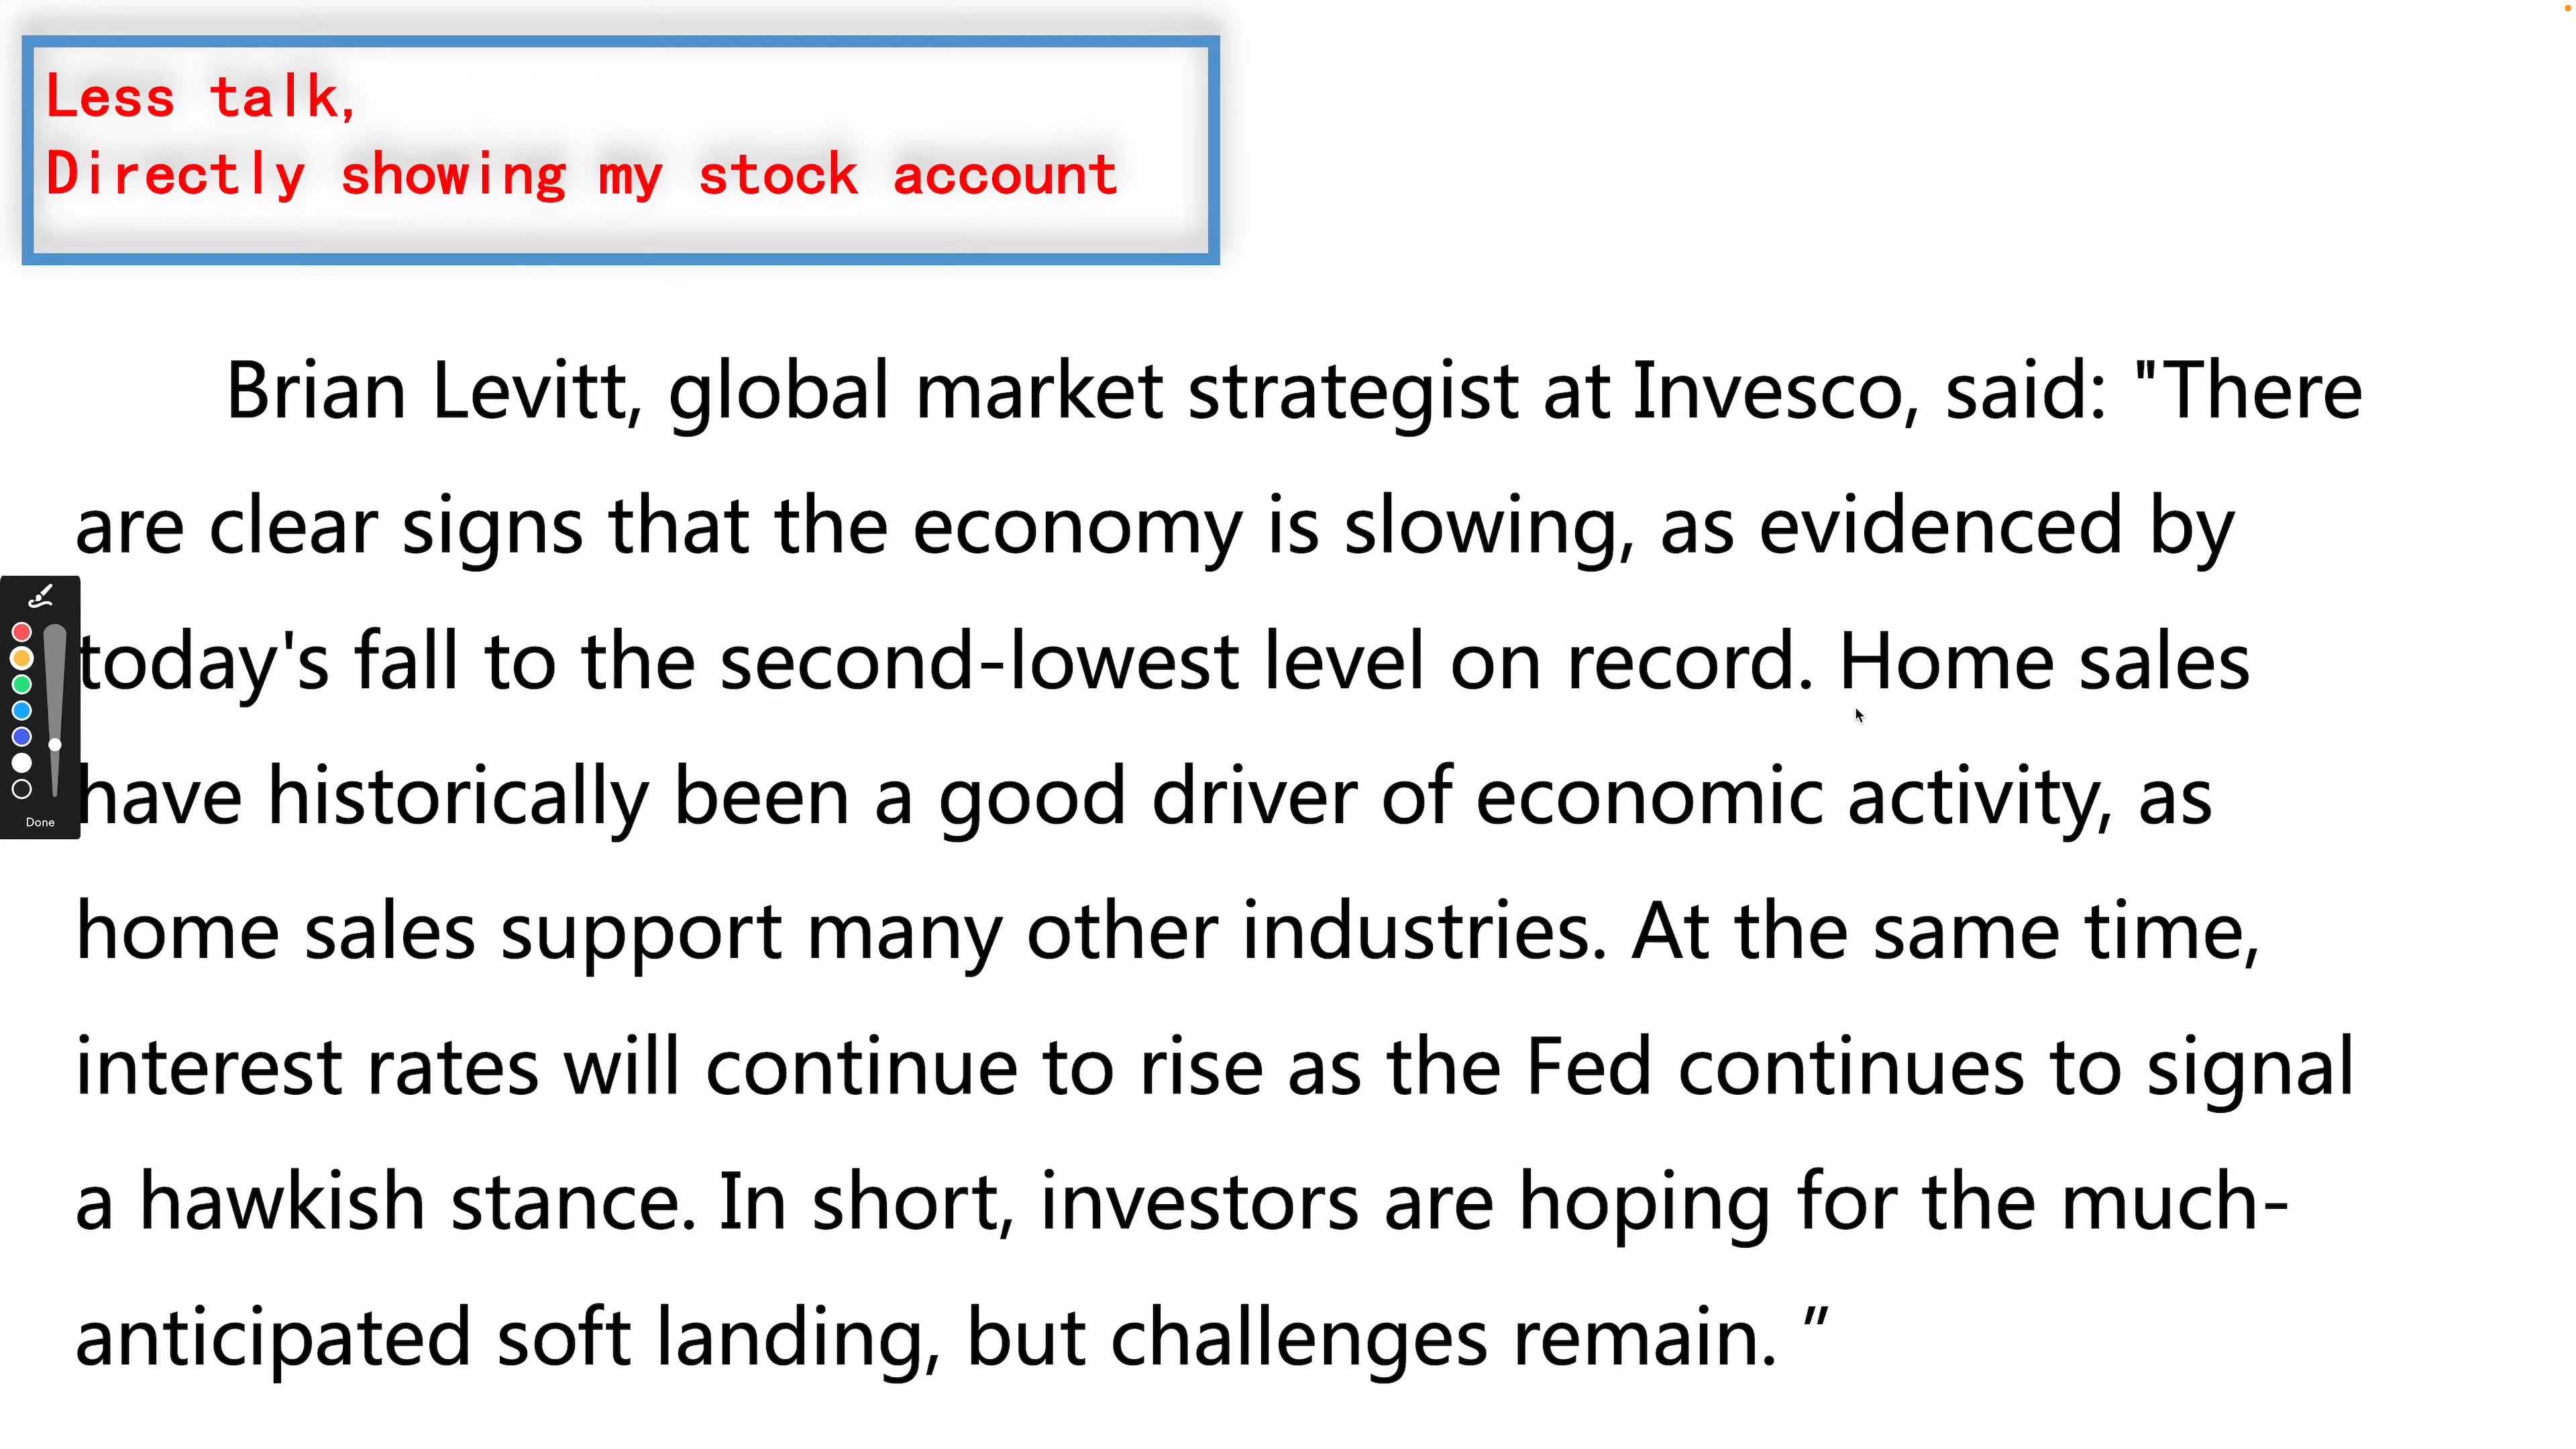 Less talk,
Directly showing my stock account
Brian Levitt, global market strategist at Invesco, said: "There
are clear signs that the economy is slowing, as evidenced by
today's fall to the second-lowest level on record. Home sales
have historically been a good driver of economic activity, as
home sales support many other industries. At the same time,
interest rates will continue to rise as the Fed continues to signal
a hawkish stance. In short, investors are hoping for the much-
anticipated soft landing, but challenges remain. ”
Done